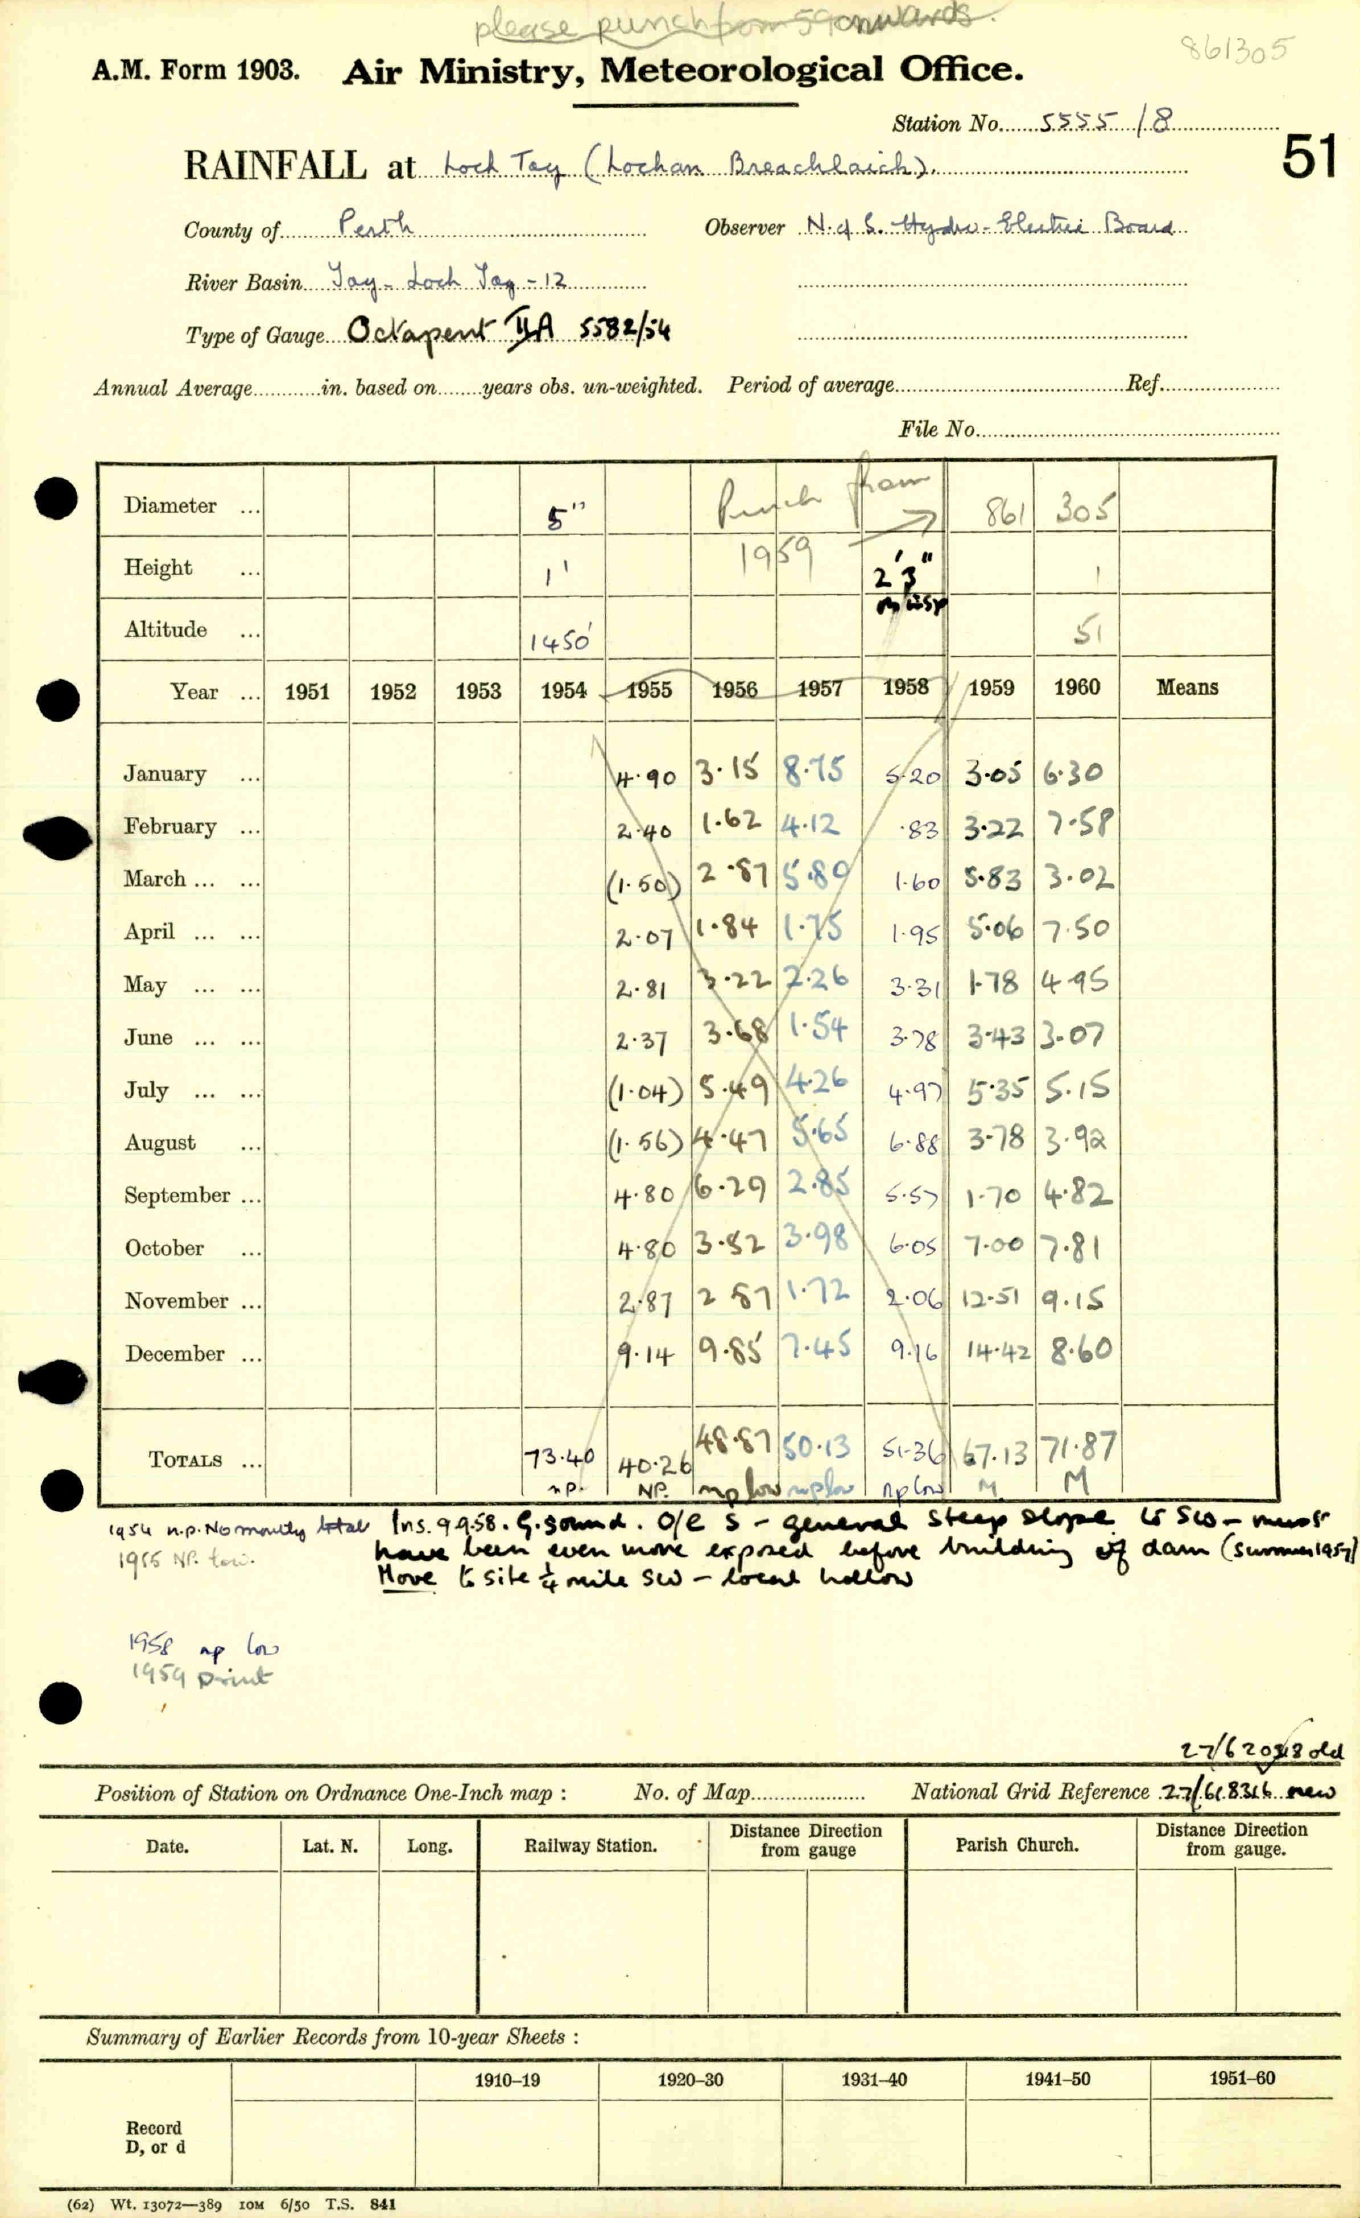 please punch from 59 onwards.
861305
A.M. Form 1903. Air Ministry, Meteorological Office.
Station No. 5555/8
51
RAINFALL at Loch Tay (Lochan Breachlaich).
County of Perth Observer N. of S. Hydro-Electric Board
River Basin Tay - Loch Tay - 12
Type of Gauge Octapent IIA 5582/54
Annual Average in. based on years obs. un-weighted. Period of average Ref.
File No.
Diameter ... 5" Punch from 861 305
Height ... 1' 1959 2'3" 1
Altitude ... 1450' 51
Year ... 1951 1952 1953 1954 1955 1956 1957 1958 1959 1960 Means
January ... 4.90 3.15 8.75 5.20 3.05 6.30
February ... 2.40 1.62 4.12 .83 3.22 7.58
March ... ... (1.50) 2.87 5.80 1.60 5.83 3.02
April ... ... 2.07 1.84 1.75 1.95 5.06 7.50
May ... ... 2.81 3.22 2.26 3.31 1.78 4.95
June ... ... 2.37 3.68 1.54 3.78 3.43 3.07
July ... ... (1.04) 5.49 4.26 4.97 5.35 5.15
August ... (1.56) 4.47 5.65 6.88 3.78 3.92
September ... 4.80 6.29 2.85 5.57 1.70 4.82
October ... 4.80 3.52 3.98 6.05 7.00 7.81
November ... 2.87 2.87 1.72 2.06 12.51 9.15
December ... 9.14 9.85 7.45 9.16 14.42 8.60
TOTALS ... 73.40 40.26 48.87 50.13 51.36 67.13 71.87
n.p. N.P. np low np low np low M M
1954 n.p. No monthly total Ins. 9.9.58. G. sound. O/e S - general steep slope to SW - must
1955 N.P. low. have been even more exposed before building of dam (Summer 1957)
Move to site ¼ mile SW - local hollow
1958 np low
1959 print
27/620318 old
Position of Station on Ordnance One-Inch map : No. of Map National Grid Reference 27/618316 new
Date. Lat. N. Long. Railway Station. Distance Direction from gauge Parish Church. Distance Direction from gauge.
Summary of Earlier Records from 10-year Sheets :
1910–19 1920–30 1931–40 1941–50 1951–60
Record
D, or d
(62) Wt. 13072—389 10M 6/50 T.S. 841